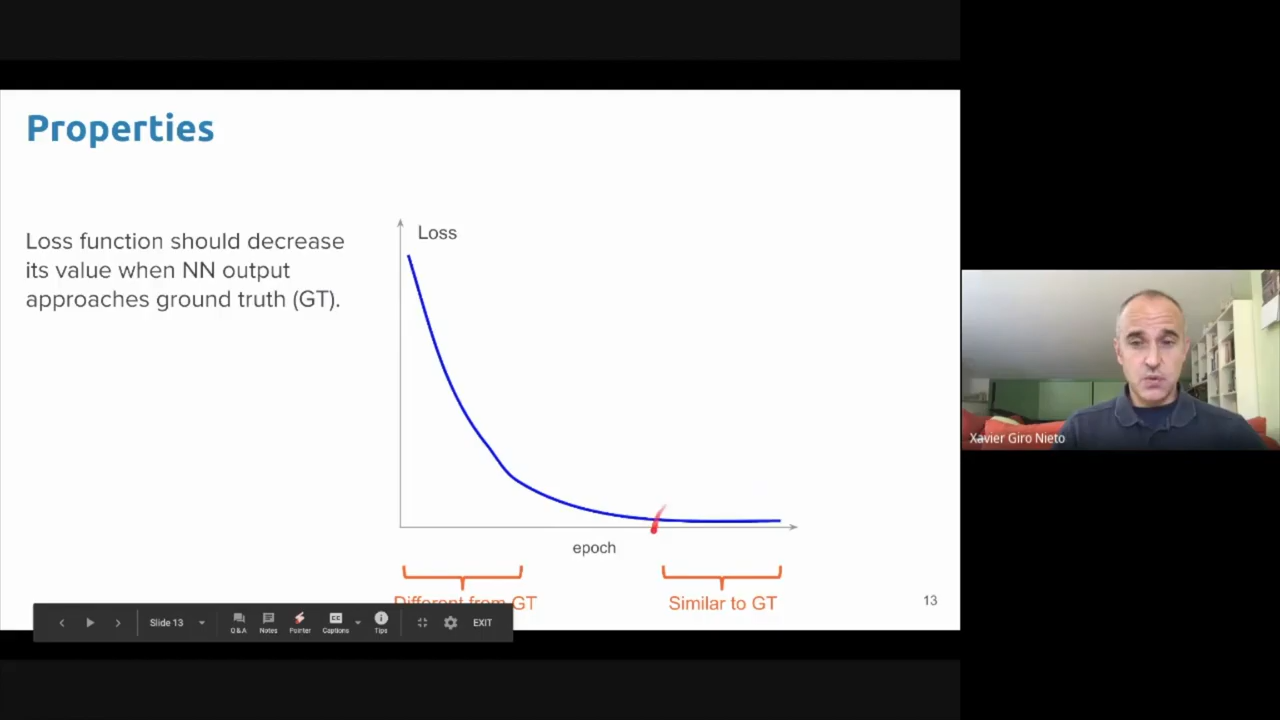 Properties
Loss function should decrease
its value when NN output
approaches ground truth (GT).
Loss
epoch
Different from GT
Similar to GT
13
Slide 13
Q&A
Notes
Pointer
CC
Captions
Tips
EXIT
Xavier Giro Nieto